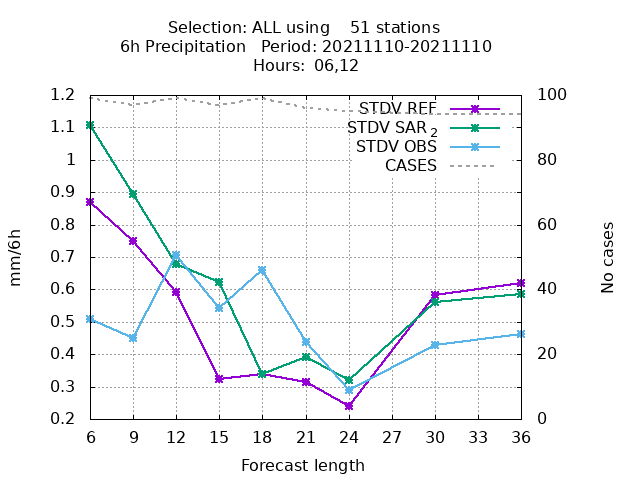 Selection: ALL using    51 stations
6h Precipitation   Period: 20211110-20211110
Hours:  06,12
1.2
1.1
1
0.9
0.8
0.7
0.6
0.5
0.4
0.3
0.2
mm/6h
STDV REF
STDV SAR 2
STDV OBS
CASES
100
80
60
40
20
0
No cases
6 9 12 15 18 21 24 27 30 33 36
Forecast length